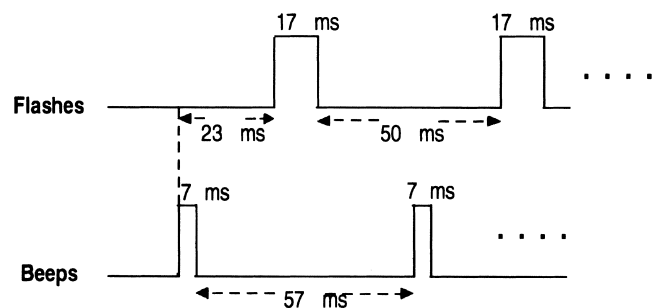 17 ms 17 ms
. . . .
Flashes
23 ms 50 ms
7 ms 7 ms
. . . .
Beeps
57 ms